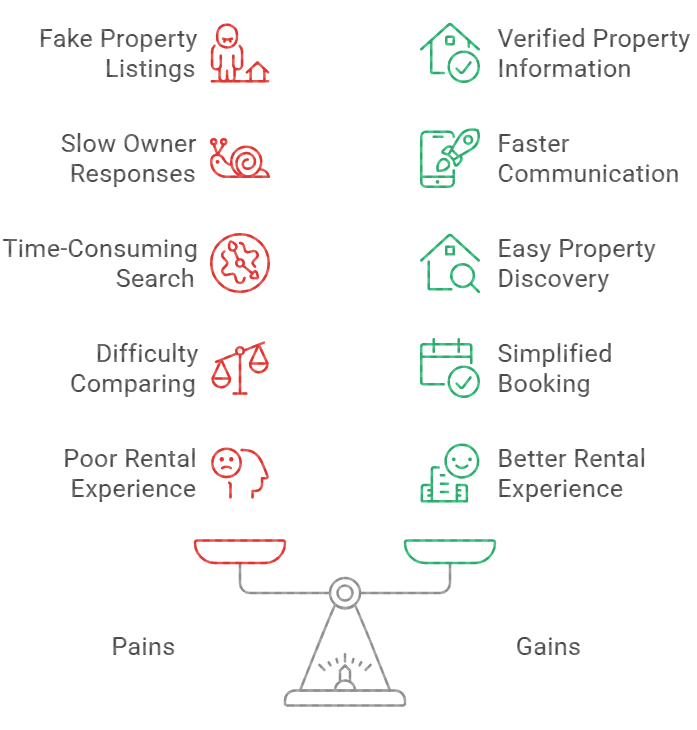 Fake Property
Listings
Verified Property
Information
Slow Owner
Responses
Faster
Communication
Time-Consuming
Search
Easy Property
Discovery
Difficulty
Comparing
Simplified
Booking
Poor Rental
Experience
Better Rental
Experience
Pains
Gains